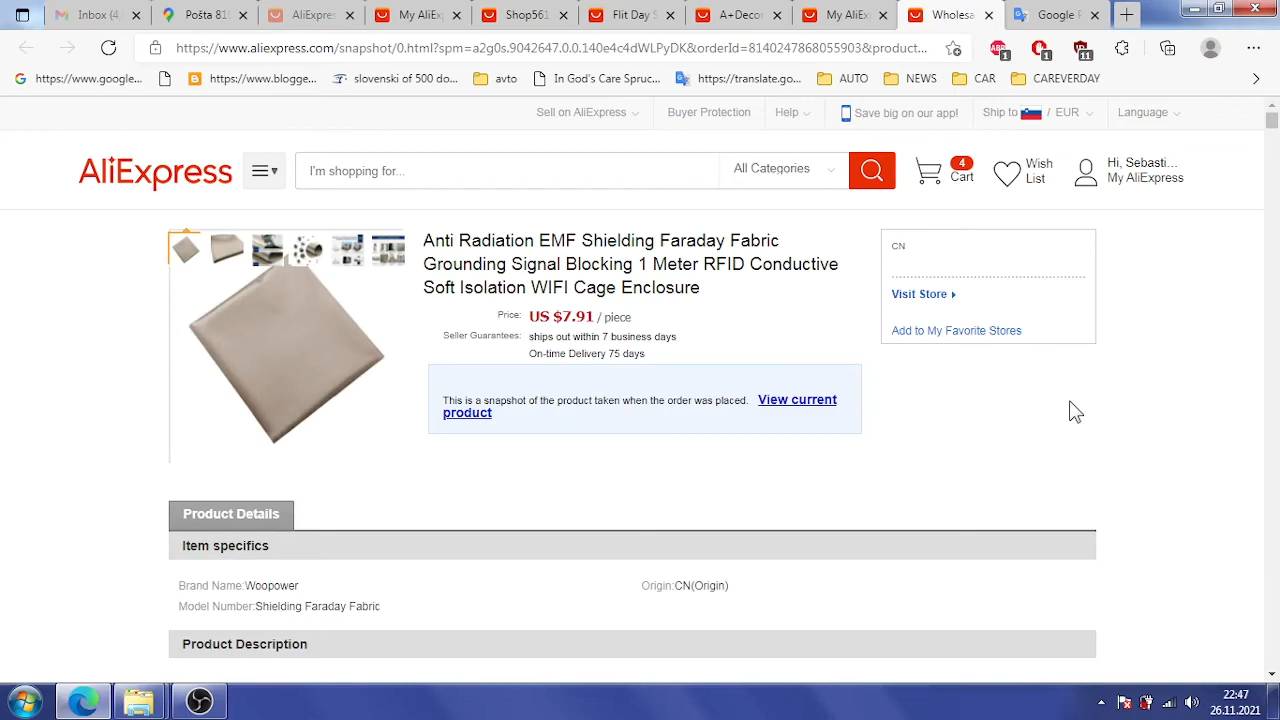 Inbox (4
Pošta 810
AliExpres
My AliEx
StopSho
Flit Day S
A+Deco
My AliEx
Wholesa
Google P
https://www.aliexpress.com/snapshot/0.html?spm=a2g0s.9042647.0.0.140e4c4dWLPyDK&orderId=8140247868055903&product...
ABP
1
1
11
https://www.google...
https://www.blogge...
slovenski of 500 do...
avto
In God's Care Spruc...
https://translate.go...
AUTO
NEWS
CAR
CAREVERDAY
Sell on AliExpress
Buyer Protection
Help
Save big on our app!
Ship to / EUR
Language
AliExpress
I'm shopping for...
All Categories
4
Cart
Wish
List
Hi, Sebasti...
My AliExpress
Anti Radiation EMF Shielding Faraday Fabric
Grounding Signal Blocking 1 Meter RFID Conductive
Soft Isolation WIFI Cage Enclosure
Price: US $7.91 / piece
Seller Guarantees: ships out within 7 business days
On-time Delivery 75 days
This is a snapshot of the product taken when the order was placed. View current
product
CN
Visit Store
Add to My Favorite Stores
Product Details
Item specifics
Brand Name:Woopower
Origin:CN(Origin)
Model Number:Shielding Faraday Fabric
Product Description
22:47
26.11.2021